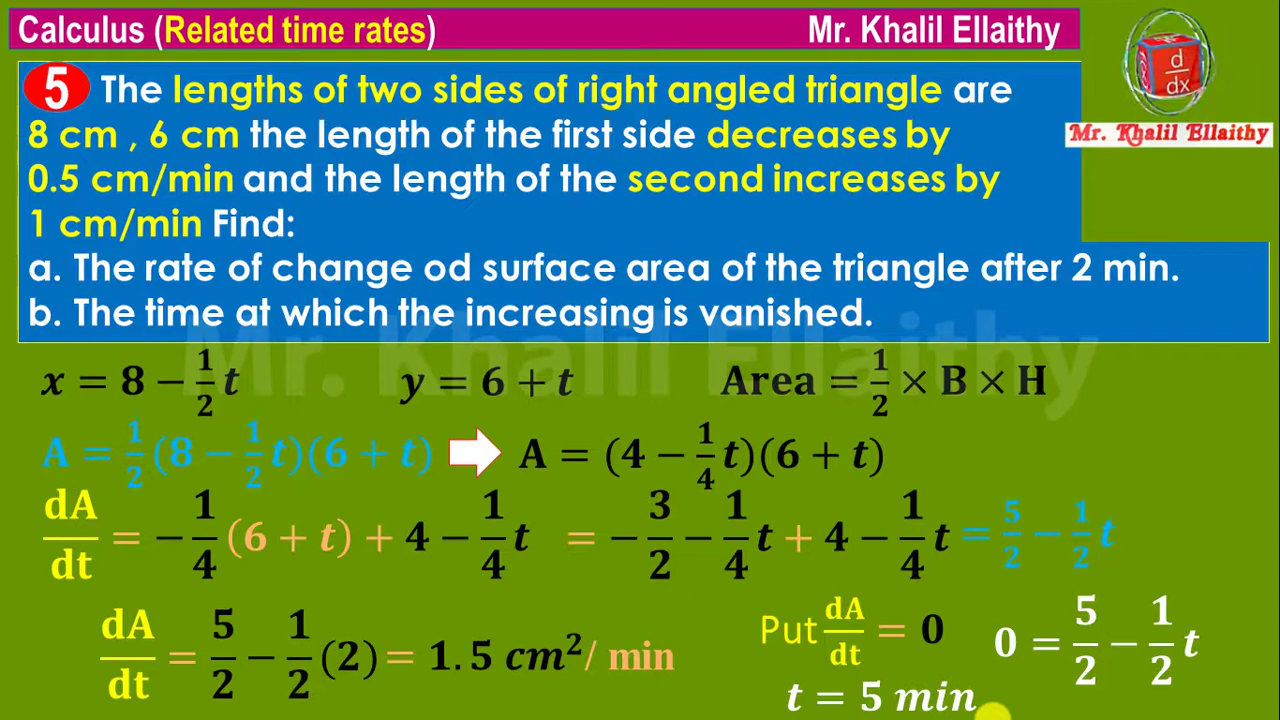 Calculus (Related time rates) Mr. Khalil Ellaithy
d
dx
Mr. Khalil Ellaithy
5 The lengths of two sides of right angled triangle are
8 cm , 6 cm the length of the first side decreases by
0.5 cm/min and the length of the second increases by
1 cm/min Find:
a. The rate of change od surface area of the triangle after 2 min.
b. The time at which the increasing is vanished.
Mr. Khalil Ellaithy
x = 8 − 1/2 t y = 6 + t Area = 1/2 × B × H
A = 1/2 (8 − 1/2 t)(6 + t) A = (4 − 1/4 t)(6 + t)
dA/dt = − 1/4 (6 + t) + 4 − 1/4 t = − 3/2 − 1/4 t + 4 − 1/4 t = 5/2 − 1/2 t
dA/dt = 5/2 − 1/2 (2) = 1.5 cm²/ min
Put dA/dt = 0 0 = 5/2 − 1/2 t
t = 5 min